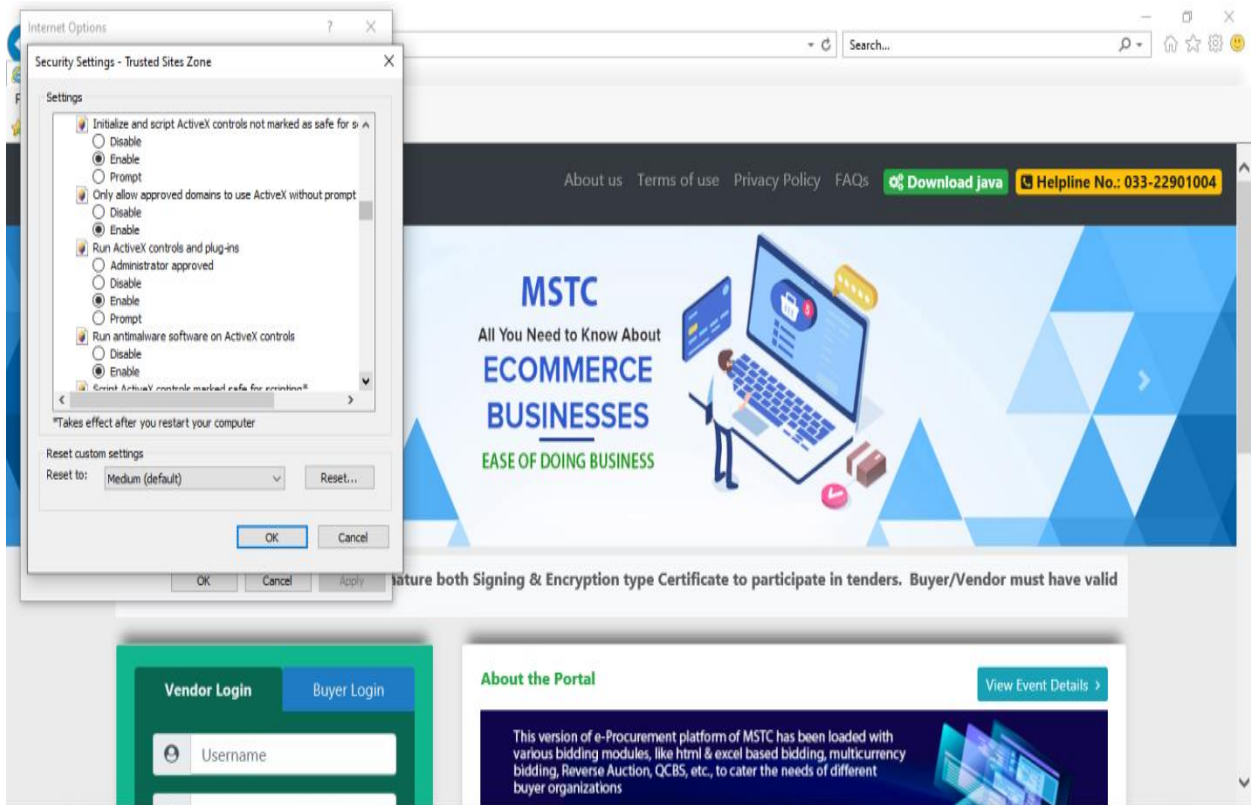 Internet Options
?
Search...
Security Settings - Trusted Sites Zone
Settings
Initialize and script ActiveX controls not marked as safe for s
Disable
Enable
Prompt
Only allow approved domains to use ActiveX without prompt
Disable
Enable
Run ActiveX controls and plug-ins
Administrator approved
Disable
Enable
Prompt
Run antimalware software on ActiveX controls
Disable
Enable
Script ActiveX controls marked safe for scripting*
*Takes effect after you restart your computer
Reset custom settings
Reset to: Medium (default) Reset...
OK Cancel
OK Cancel Apply
About us Terms of use Privacy Policy FAQs Download java Helpline No.: 033-22901004
MSTC
All You Need to Know About
ECOMMERCE
BUSINESSES
EASE OF DOING BUSINESS
nature both Signing & Encryption type Certificate to participate in tenders. Buyer/Vendor must have valid
Vendor Login Buyer Login
Username
About the Portal
View Event Details >
This version of e-Procurement platform of MSTC has been loaded with
various bidding modules, like html & excel based bidding, multicurrency
bidding, Reverse Auction, QCBS, etc., to cater the needs of different
buyer organizations